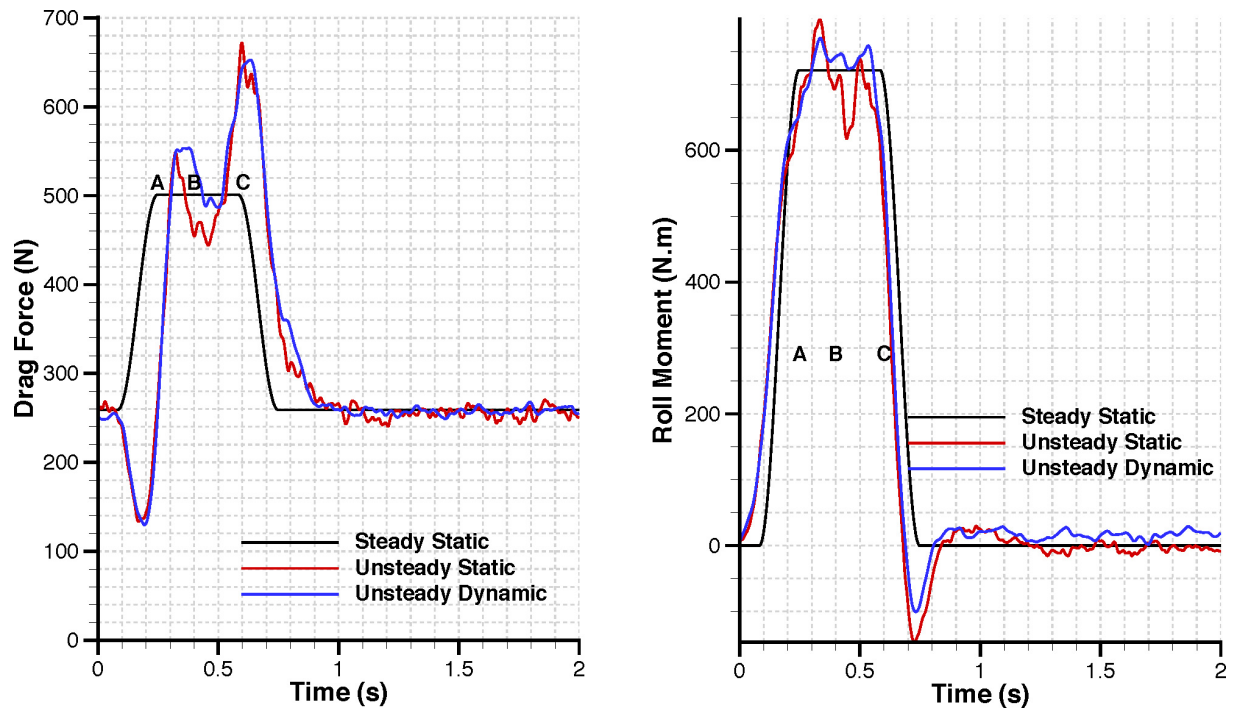 700
600
500
400
300
200
100
0
Drag Force (N)
A B C
Steady Static
Unsteady Static
Unsteady Dynamic
0 0.5 1 1.5 2
Time (s)
600
400
200
0
Roll Moment (N.m)
A B C
Steady Static
Unsteady Static
Unsteady Dynamic
0 0.5 1 1.5 2
Time (s)